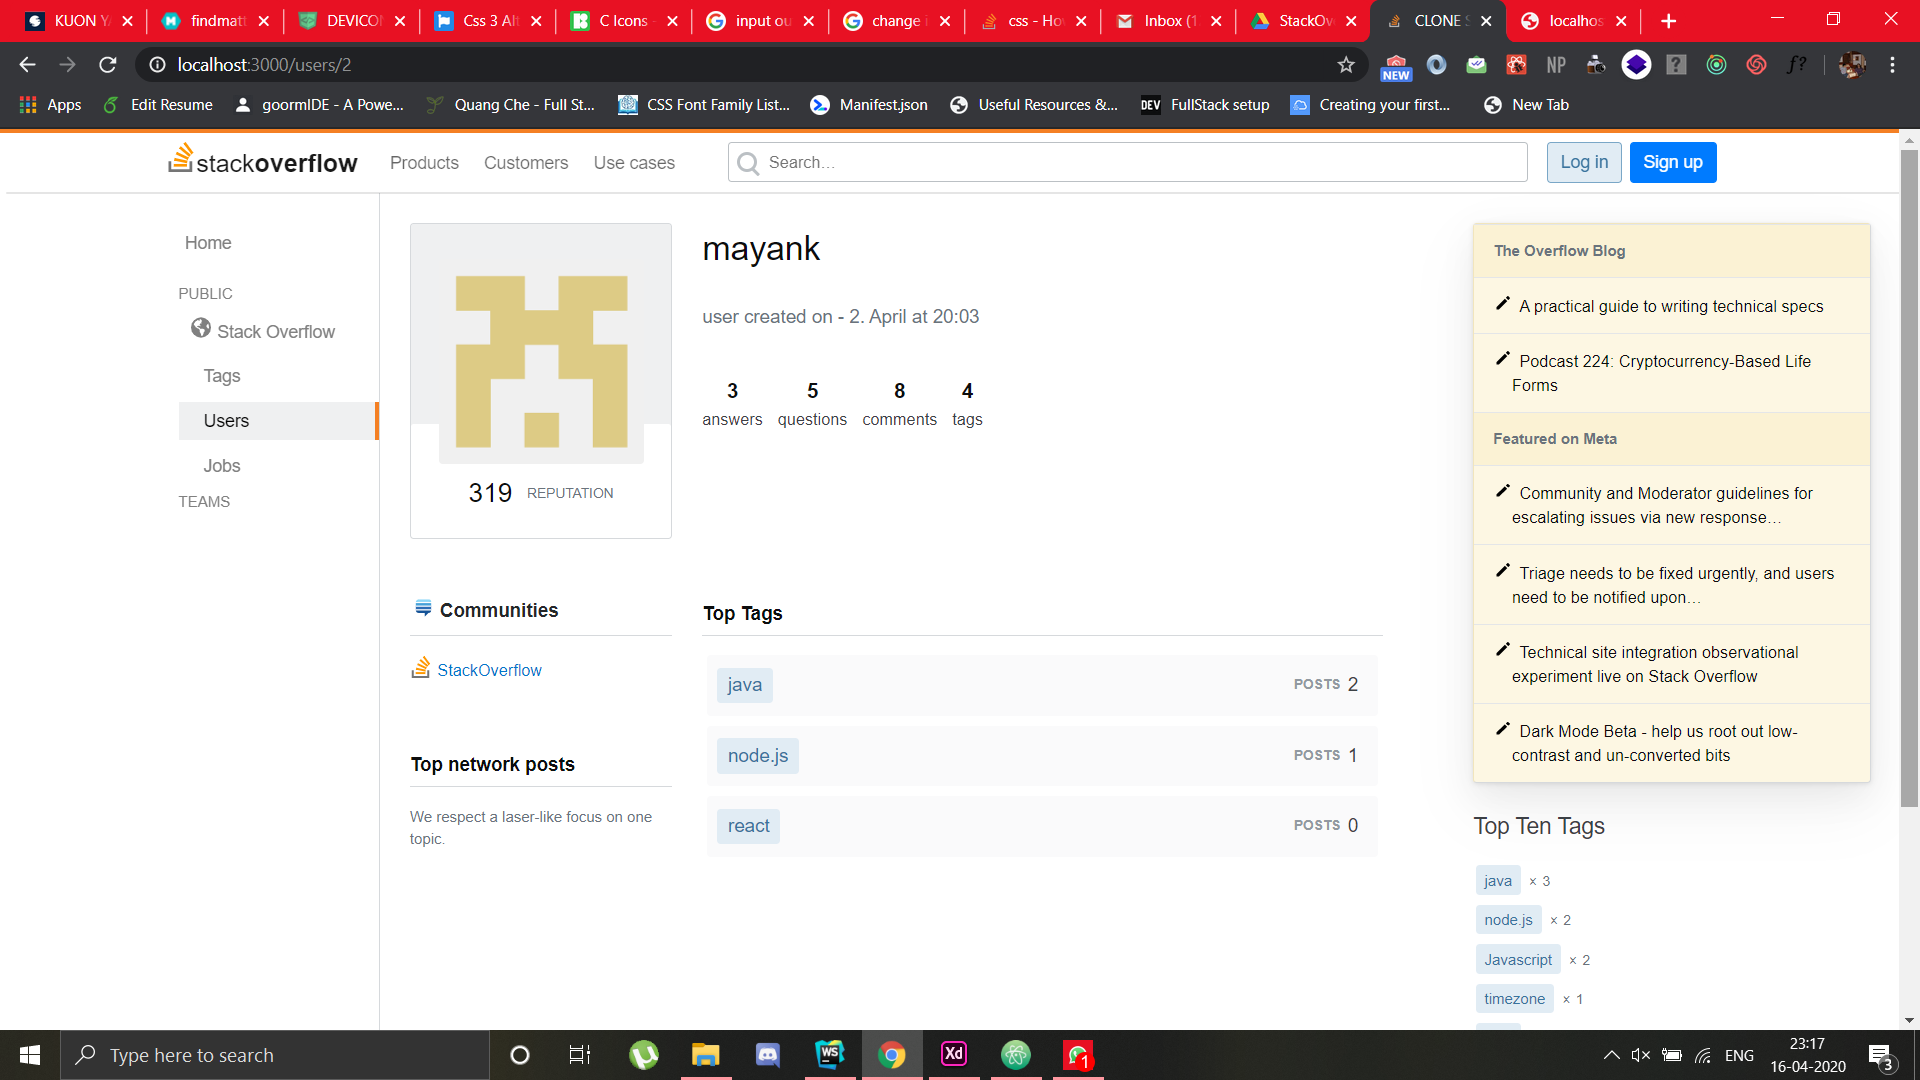 KUON Y
findmatt
DEVICON
Css 3 Alt
C Icons -
input ou
change i
css - Hov
Inbox (1
StackOv
CLONE S
localhos
localhost:3000/users/2
NEW
NP
ƒ?
Apps
Edit Resume
goormIDE - A Powe...
Quang Che - Full St...
CSS Font Family List...
Manifest.json
Useful Resources &...
DEV FullStack setup
Creating your first...
New Tab
stackoverflow
Products
Customers
Use cases
Search…
Log in
Sign up
Home
PUBLIC
Stack Overflow
Tags
Users
Jobs
TEAMS
319 REPUTATION
mayank
user created on - 2. April at 20:03
3 5 8 4
answers questions comments tags
Communities
StackOverflow
Top network posts
We respect a laser-like focus on one
topic.
Top Tags
java POSTS 2
node.js POSTS 1
react POSTS 0
The Overflow Blog
A practical guide to writing technical specs
Podcast 224: Cryptocurrency-Based Life
Forms
Featured on Meta
Community and Moderator guidelines for
escalating issues via new response…
Triage needs to be fixed urgently, and users
need to be notified upon…
Technical site integration observational
experiment live on Stack Overflow
Dark Mode Beta - help us root out low-
contrast and un-converted bits
Top Ten Tags
java × 3
node.js × 2
Javascript × 2
timezone × 1
Type here to search
WS
Xd
1
ENG
23:17
16-04-2020
3